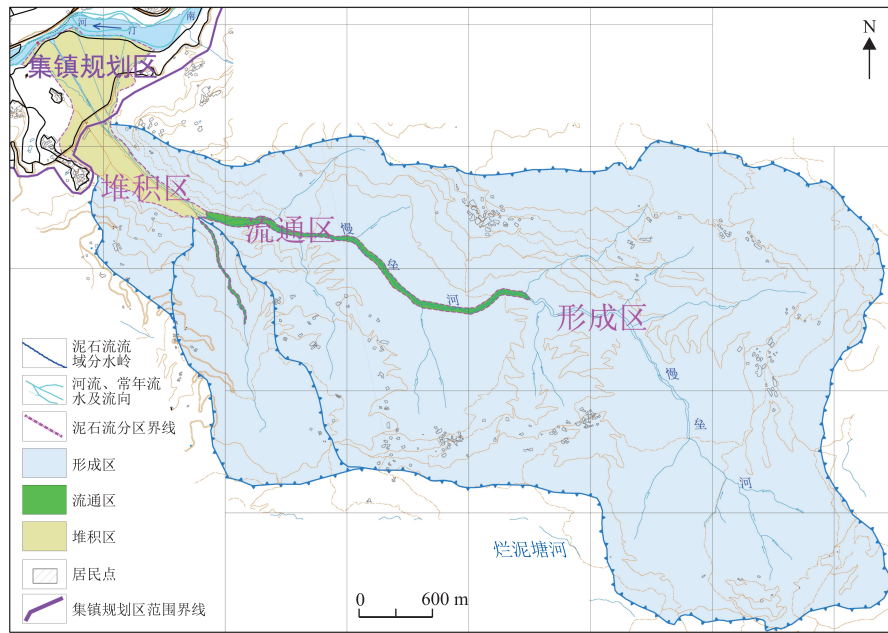 河 汀 南
N
集镇规划区
堆积区
流通区
慢
垒
河
形成区
慢
垒
河
烂泥塘河
泥石流流
域分水岭
河流、常年流
水及流向
泥石流分区界线
形成区
流通区
堆积区
居民点
集镇规划区范围界线
0 600 m